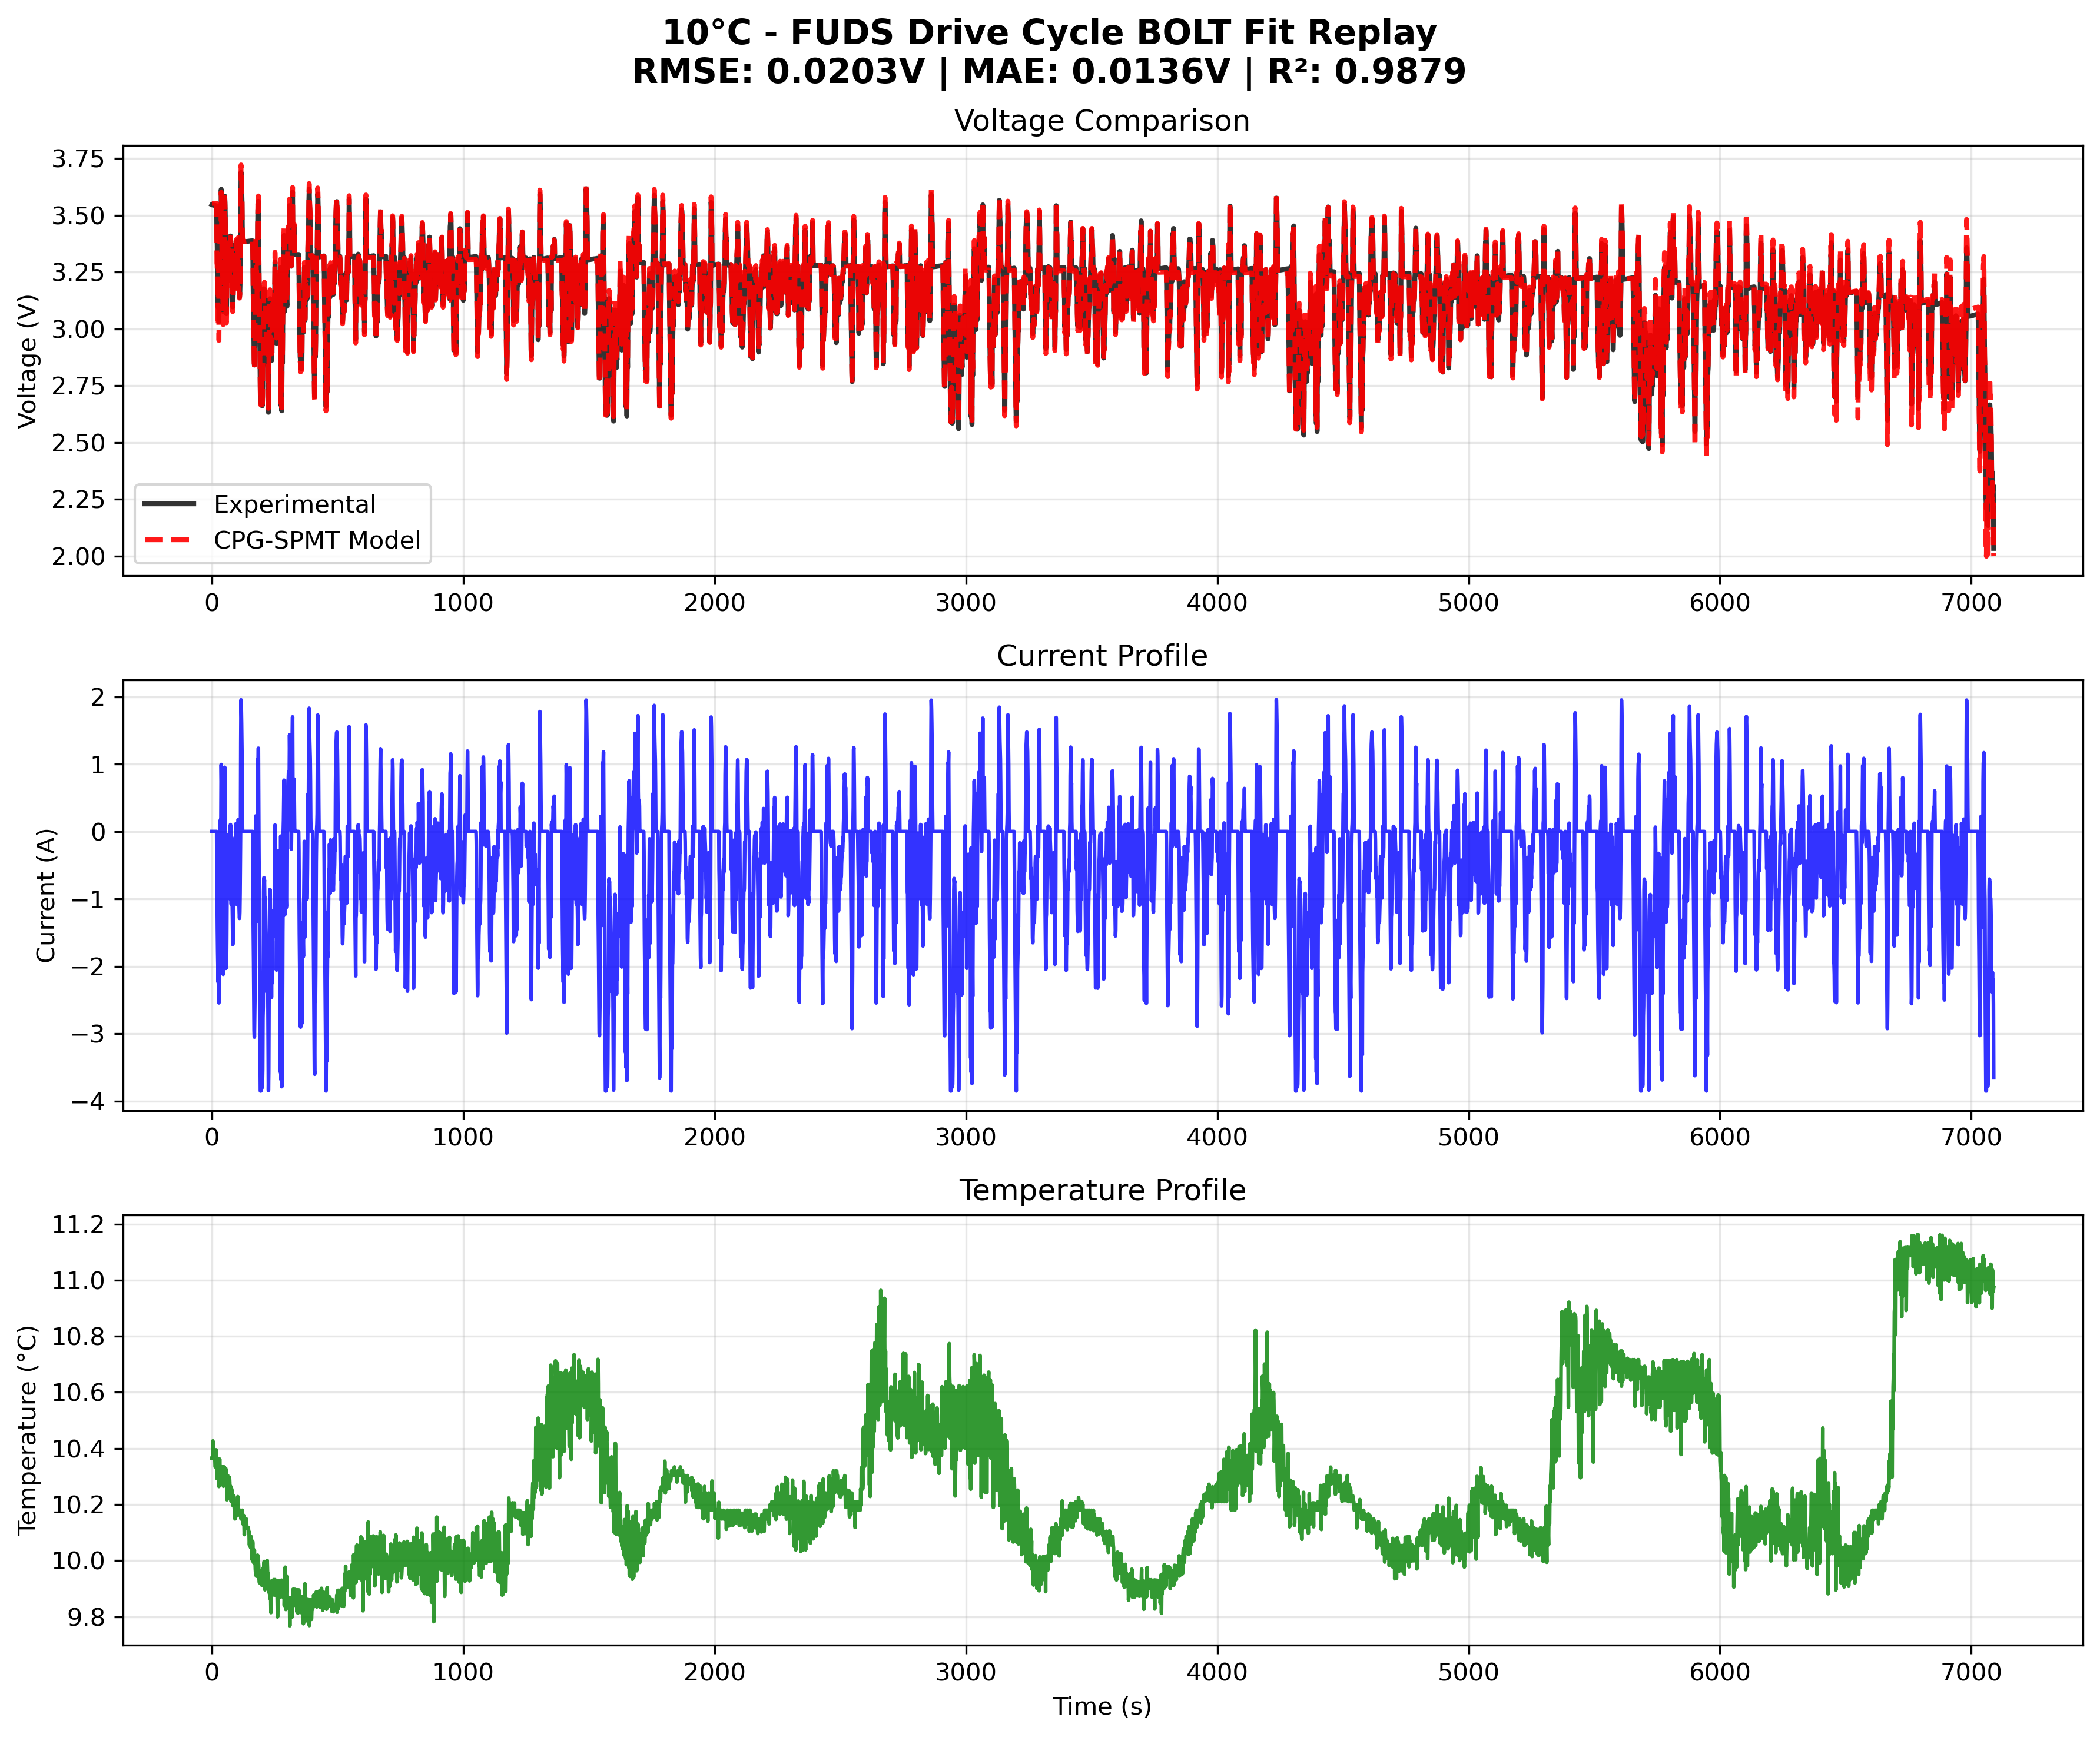 10°C - FUDS Drive Cycle BOLT Fit Replay
RMSE: 0.0203V | MAE: 0.0136V | R²: 0.9879
Voltage Comparison
Voltage (V)
3.75
3.50
3.25
3.00
2.75
2.50
2.25
2.00
Experimental
CPG-SPMT Model
0 1000 2000 3000 4000 5000 6000 7000
Current Profile
Current (A)
2
1
0
−1
−2
−3
−4
0 1000 2000 3000 4000 5000 6000 7000
Temperature Profile
Temperature (°C)
11.2
11.0
10.8
10.6
10.4
10.2
10.0
9.8
0 1000 2000 3000 4000 5000 6000 7000
Time (s)